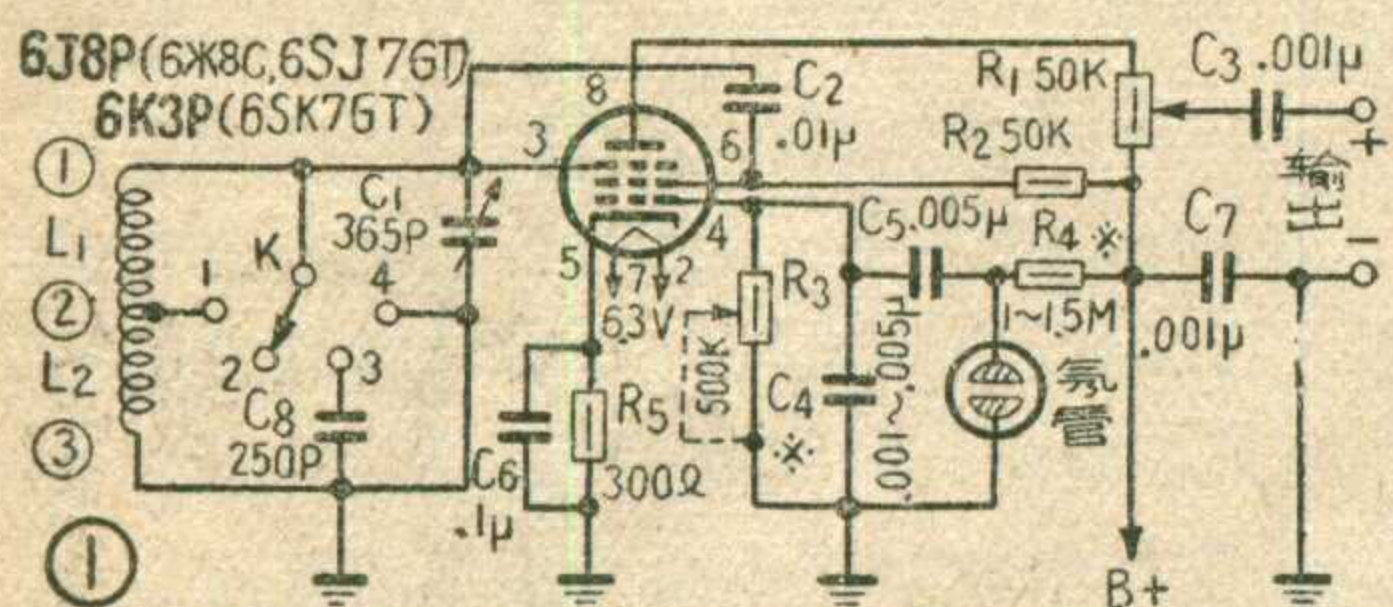 6J8P(6Ж8C,6SJ7GT)
6K3P(6SK7GT)
①
L1
②
L2
③
1
K
2
3
4
C1
365P
C8
250P
3
8
6
4
5
7
2
6.3V
C2
.01μ
R1 50K
C3 .001μ
+
输出
−
R2 50K
C5 .005μ
R4 ※
1~1.5M
C7
.001μ
R3
500K
C4
※
.001~.005μ
氖管
R5
300Ω
C6
.1μ
B+
①